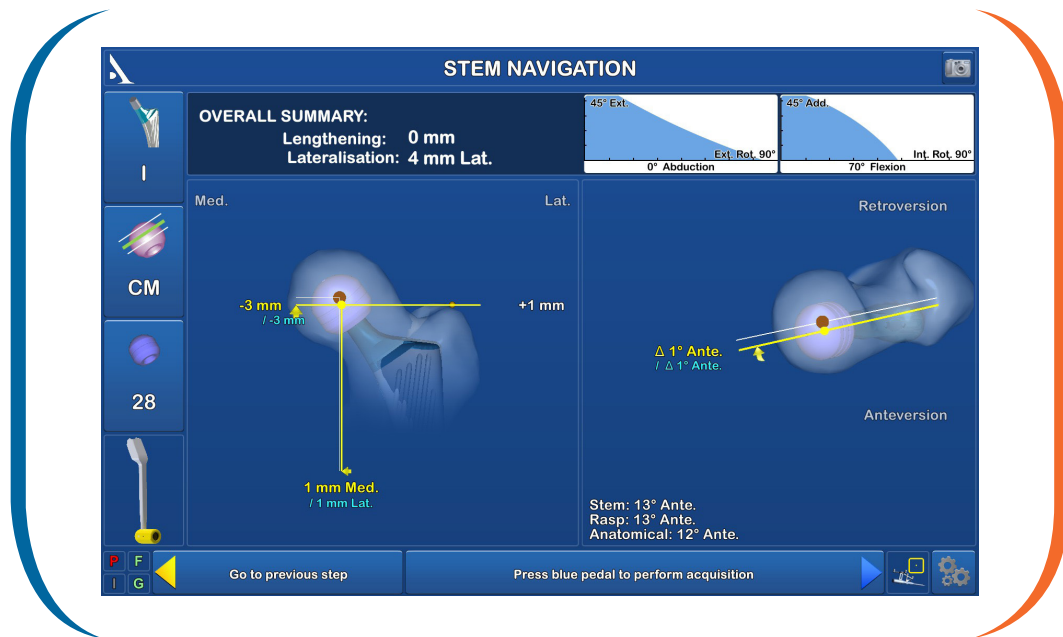 STEM NAVIGATION
I
CM
28
OVERALL SUMMARY:
Lengthening: 0 mm
Lateralisation: 4 mm Lat.
45° Ext.
Ext. Rot. 90°
0° Abduction
45° Add.
Int. Rot. 90°
70° Flexion
Med. Lat.
-3 mm
/ -3 mm
+1 mm
1 mm Med.
/ 1 mm Lat.
Retroversion
Δ 1° Ante.
/ Δ 1° Ante.
Anteversion
Stem: 13° Ante.
Rasp: 13° Ante.
Anatomical: 12° Ante.
P F
I G
Go to previous step
Press blue pedal to perform acquisition